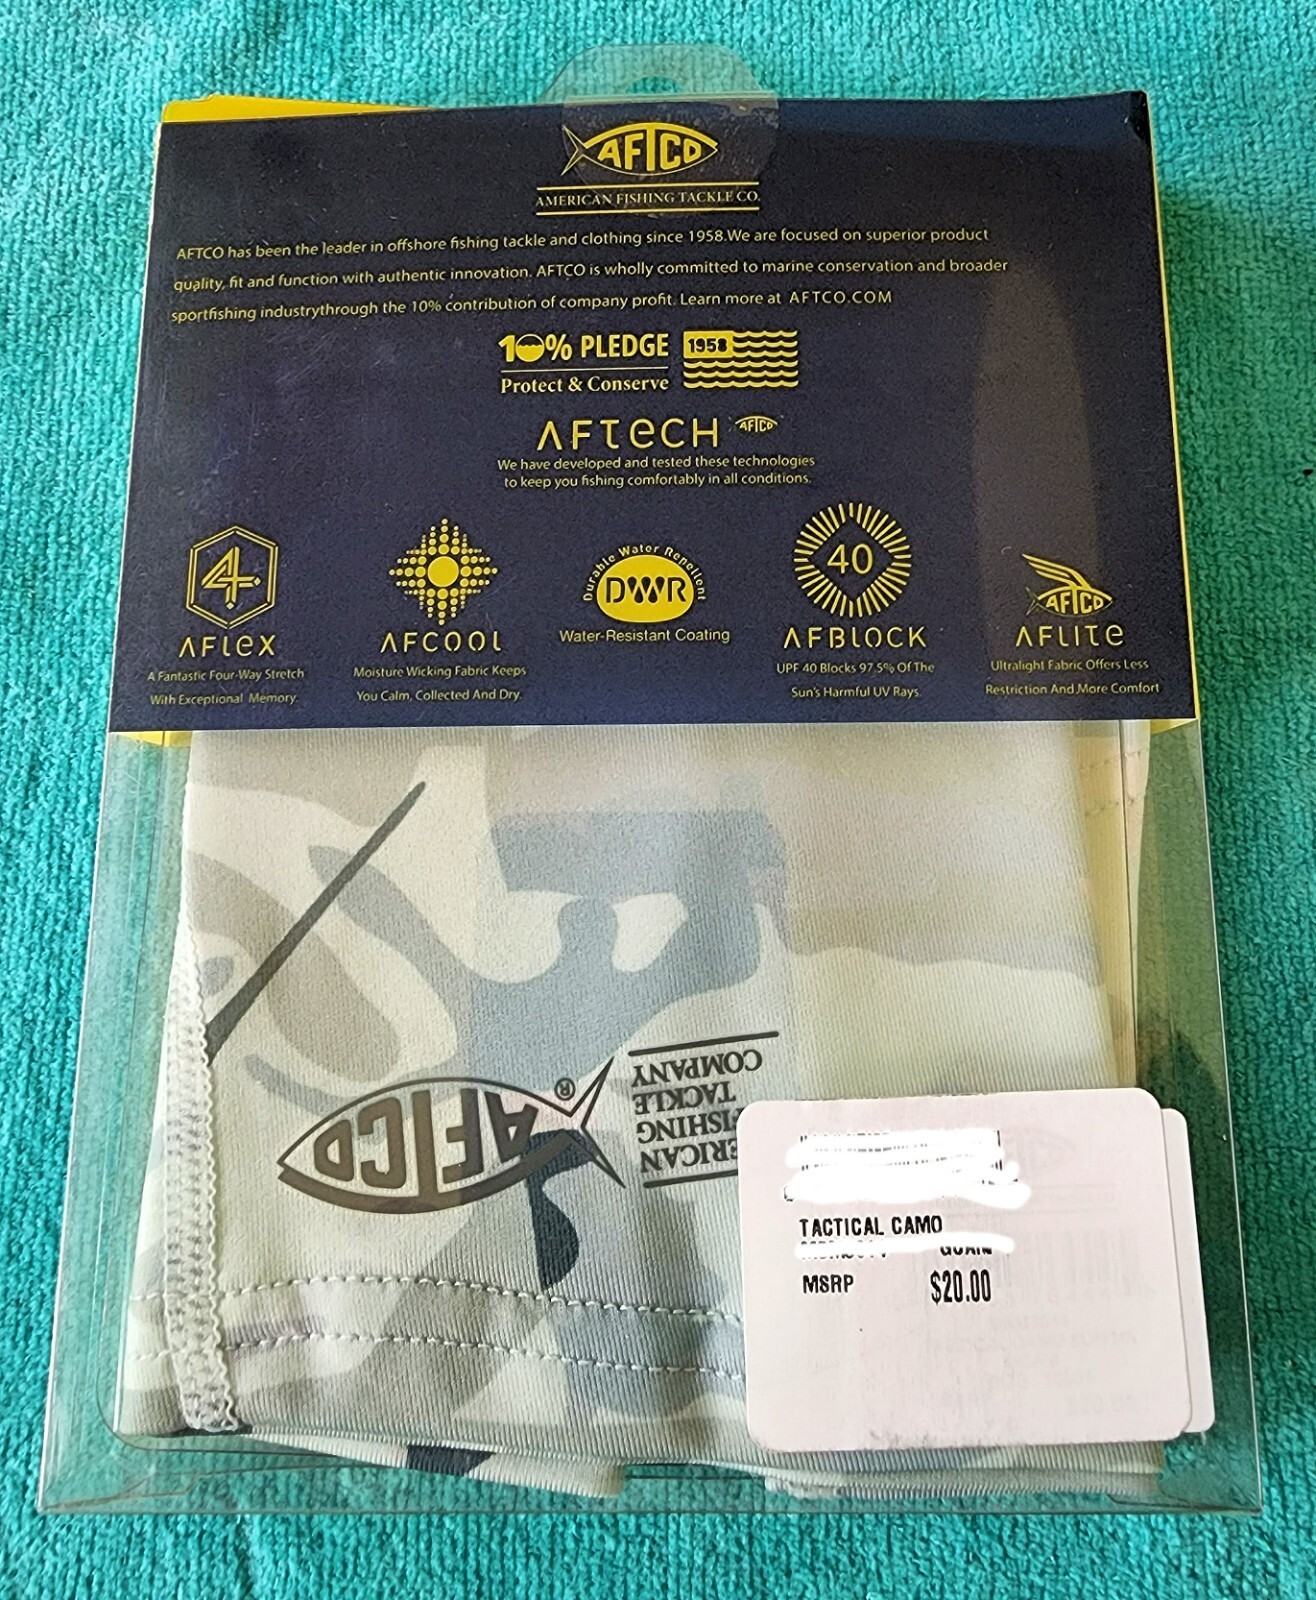 AFTCO
AMERICAN FISHING TACKLE CO.
AFTCO has been the leader in offshore fishing tackle and clothing since 1958.We are focused on superior product
quality, fit and function with authentic innovation. AFTCO is wholly committed to marine conservation and broader
sportfishing industrythrough the 10% contribution of company profit. Learn more at AFTCO.COM
10% PLEDGE 1958
Protect & Conserve
AFTECH AFTCO
We have developed and tested these technologies
to keep you fishing comfortably in all conditions.
4
AFLEX
A Fantastic Four-Way Stretch
With Exceptional Memory.
AFCOOL
Moisture Wicking Fabric Keeps
You Calm, Collected And Dry.
Durable Water Repellent
DWR
Water-Resistant Coating
40
AFBLOCK
UPF 40 Blocks 97.5% Of The
Sun's Harmful UV Rays.
AFTCO
AFLITE
Ultralight Fabric Offers Less
Restriction And More Comfort
AFTCO®
ERICAN
FISHING
TACKLE
COMPANY
TACTICAL CAMO
MSRP $20.00